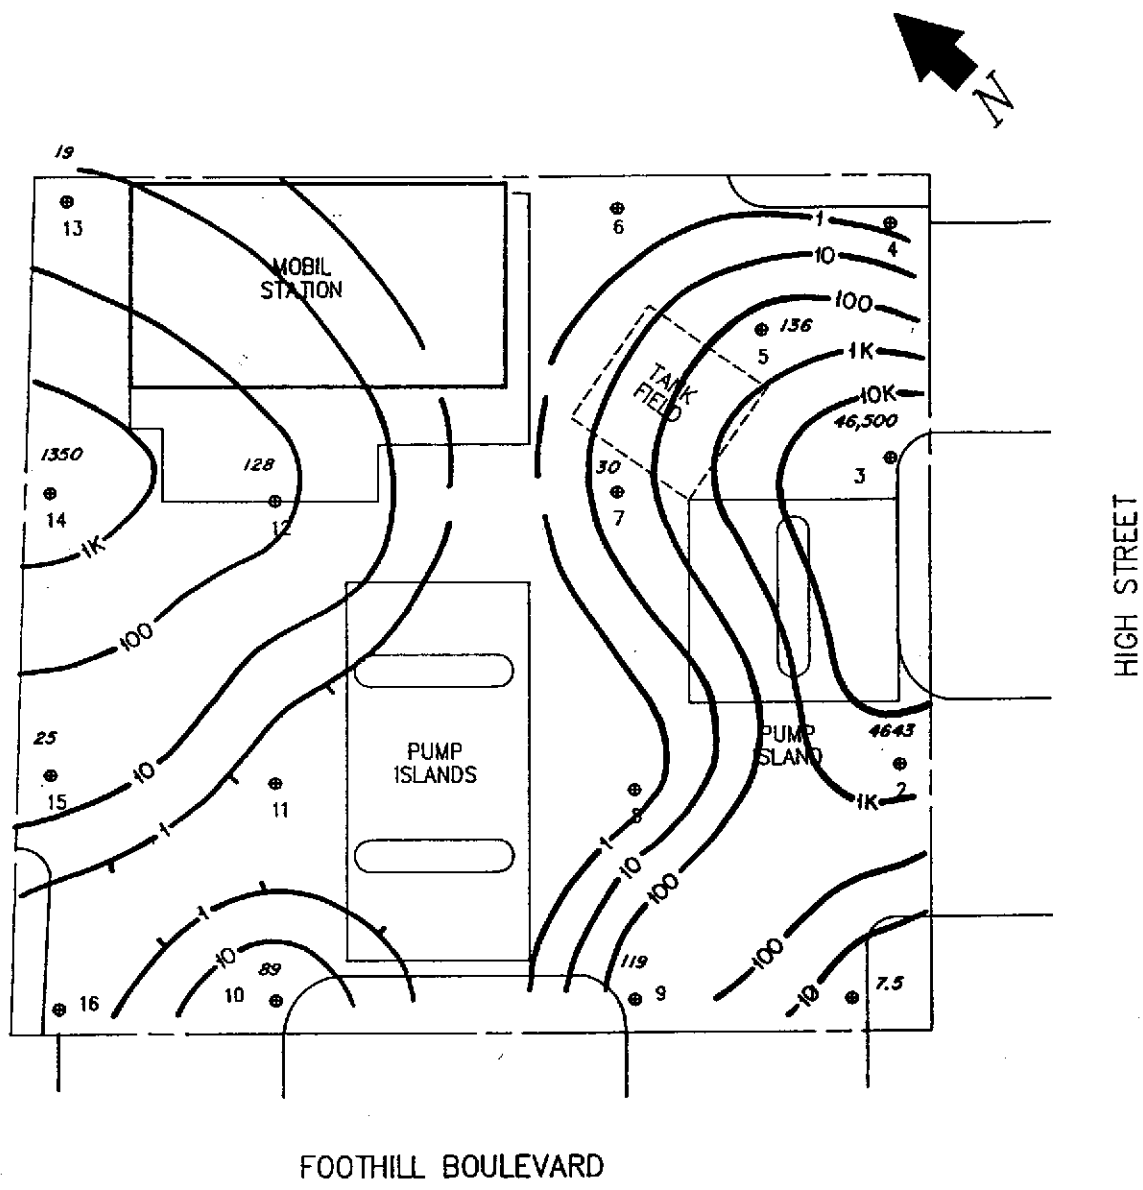 N
19
13
6
1
4
10
MOBIL
STATION
100
136
5
1K
TANK
FIELD
10K
46,500
3
1350
128
30
14
12
7
1K
HIGH STREET
100
25
10
15
11
PUMP
ISLANDS
PUMP
ISLAND
4643
2
8
1K
1
1
10
100
1
10
89
10
16
119
9
100
10
7.5
FOOTHILL BOULEVARD